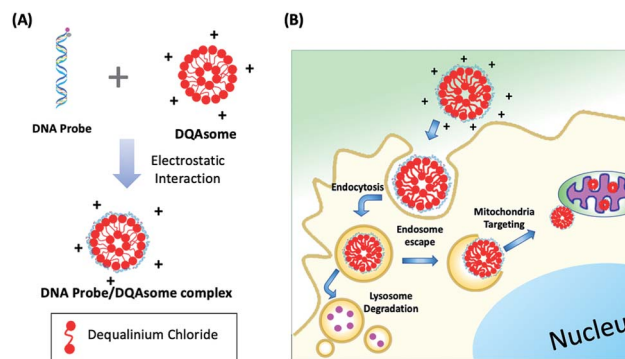 (A)
DNA Probe
+
DQAsome
+ + + + +
Electrostatic
Interaction
+ + + +
DNA Probe/DQAsome complex
Dequalinium Chloride
(B)
+ + + + + +
Endocytosis
Endosome
escape
Mitochondria
Targeting
Lysosome
Degradation
Nucleu